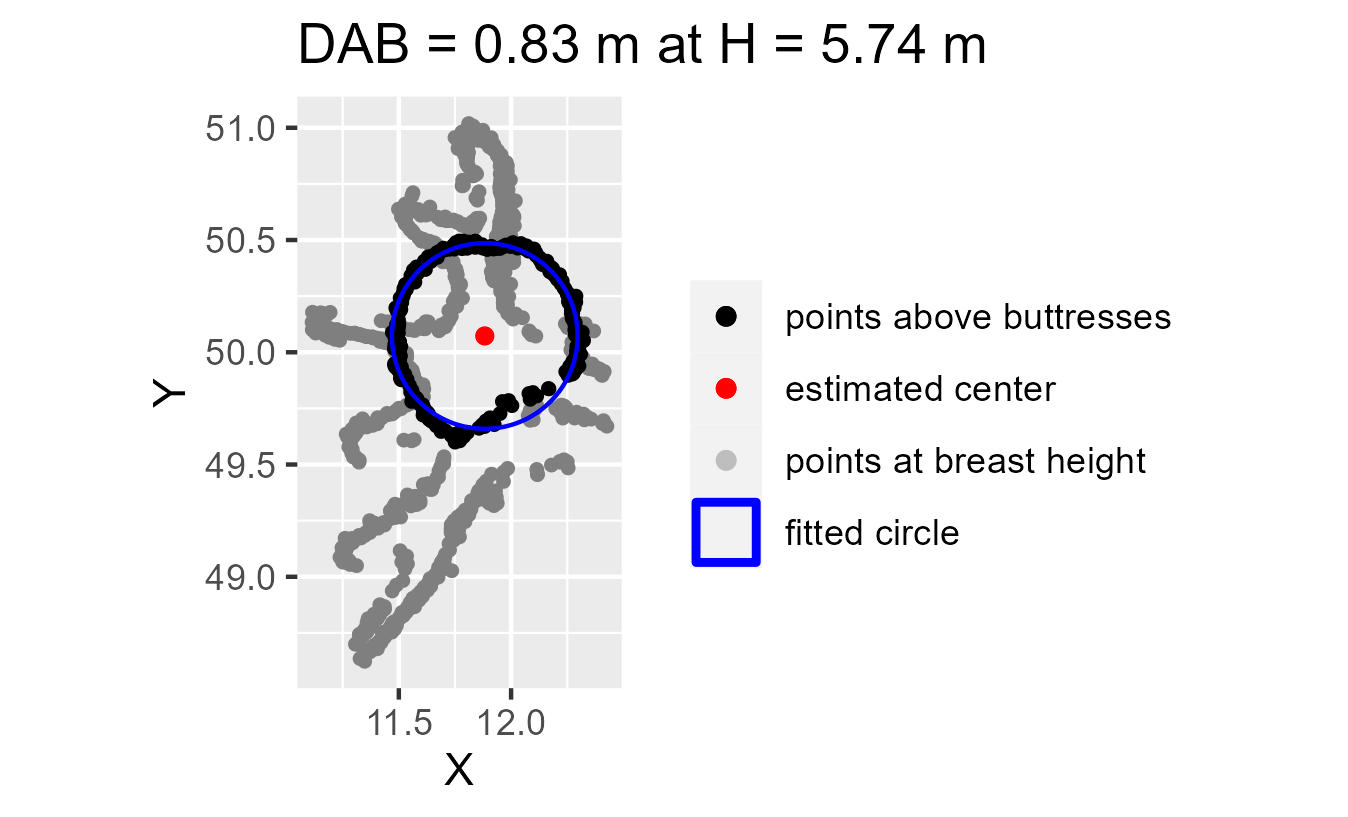 DAB = 0.83 m at H = 5.74 m
51.0
50.5
50.0
49.5
49.0
Y
11.5 12.0
X
points above buttresses
estimated center
points at breast height
fitted circle